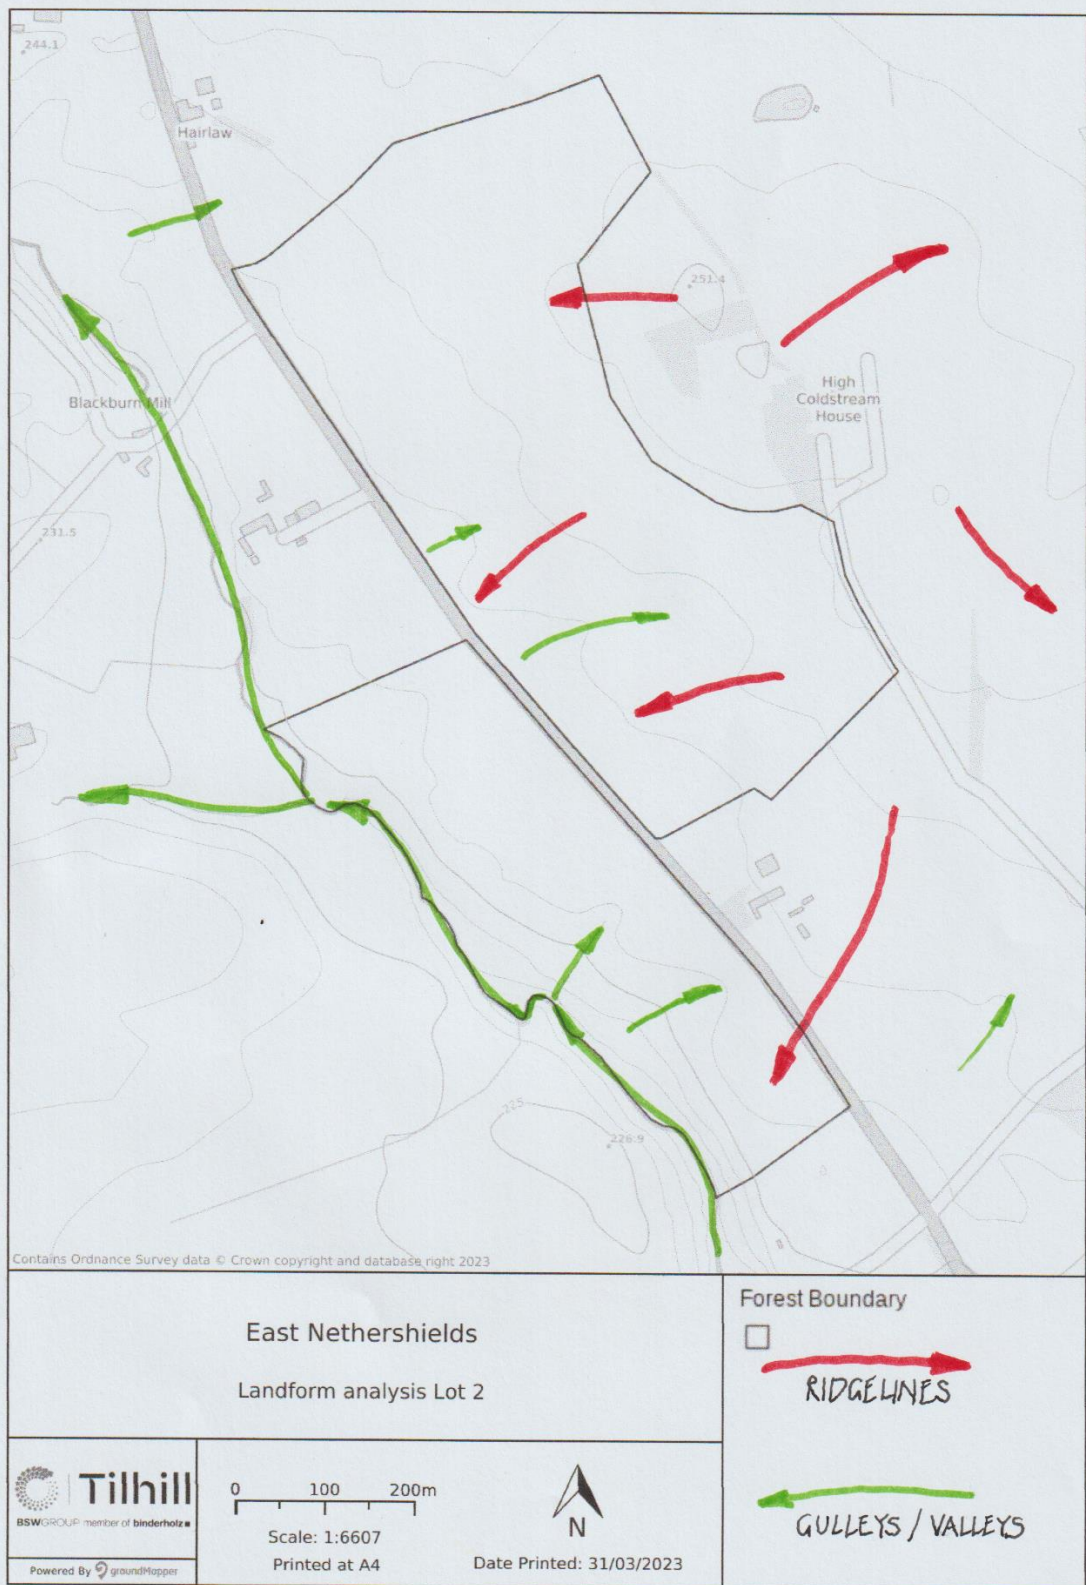 244.1
Hairlaw
251.4
High
Coldstream
House
Blackburn Mill
231.5
225
226.9
Contains Ordnance Survey data © Crown copyright and database right 2023
East Nethershields
Landform analysis Lot 2
Forest Boundary
RIDGELINES
GULLEYS / VALLEYS
Tilhill
BSWGROUP member of binderholz
Powered By groundMapper
0 100 200m
Scale: 1:6607
Printed at A4
N
Date Printed: 31/03/2023